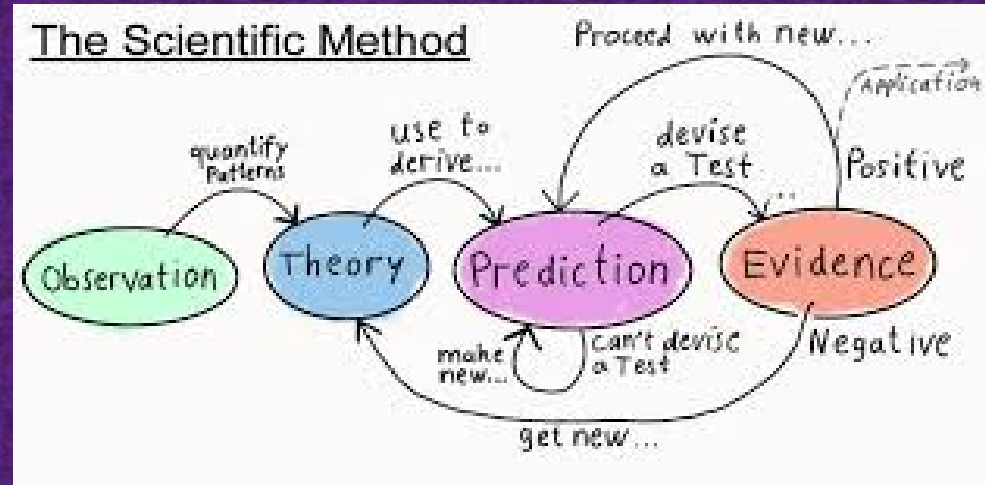 The Scientific Method
Proceed with new...
Application
quantify
Patterns
use to
derive...
devise
a Test
...
Positive
Observation
Theory
Prediction
Evidence
make
new...
can't devise
a Test
Negative
get new...